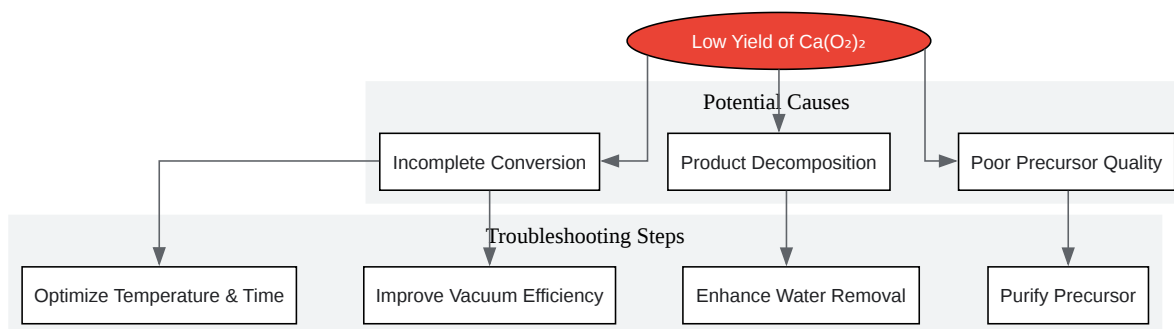 Low Yield of Ca(O₂)₂
Potential Causes
Incomplete Conversion
Product Decomposition
Poor Precursor Quality
Troubleshooting Steps
Optimize Temperature & Time
Improve Vacuum Efficiency
Enhance Water Removal
Purify Precursor